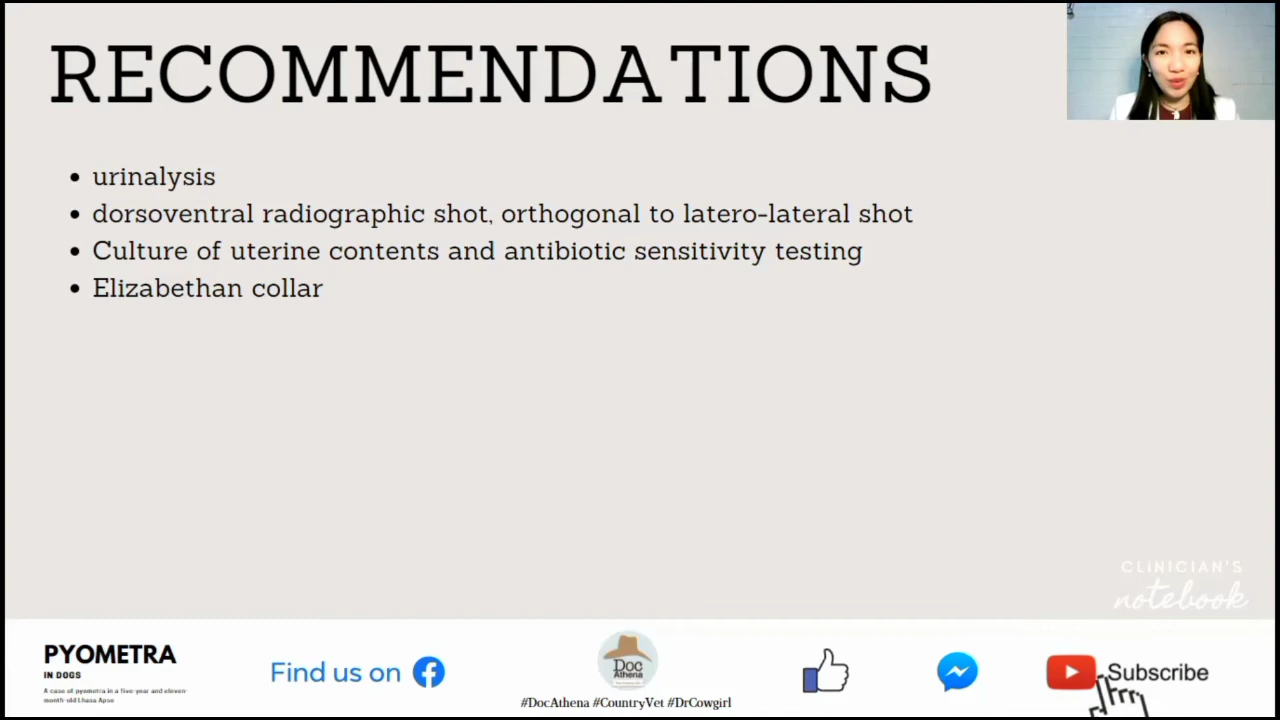 RECOMMENDATIONS
• urinalysis
• dorsoventral radiographic shot, orthogonal to latero-lateral shot
• Culture of uterine contents and antibiotic sensitivity testing
• Elizabethan collar
CLINICIAN'S
notebook
PYOMETRA
IN DOGS
A case of pyometra in a five-year and eleven-
month-old Lhasa Apso
Find us on
Doc
Athena
#DocAthena #CountryVet #DrCowgirl
Subscribe